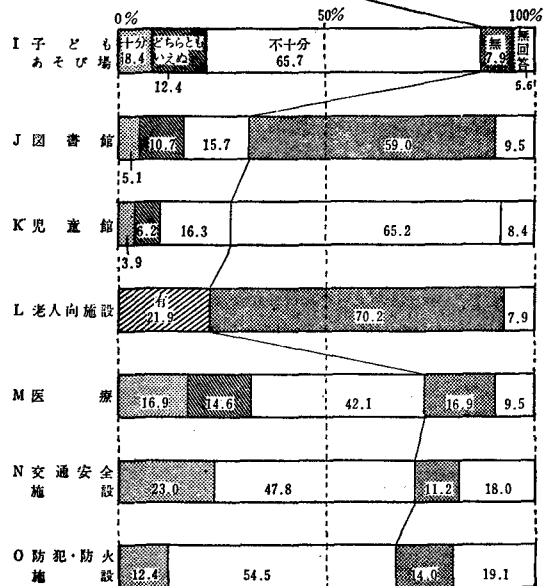 0% 50% 100%
I 子ども あそび場
十分 8.4 どちらとも いえぬ 不十分 65.7 無 7.9 無回答
12.4 5.6
J 図書館
10.7 15.7 59.0 9.5
5.1
K 児童館
6.2 16.3 65.2 8.4
3.9
L 老人向施設
有 21.9 70.2 7.9
M 医療
16.9 14.6 42.1 16.9 9.5
N 交通安全 施設
23.0 47.8 11.2 18.0
O 防犯・防火 施設
12.4 54.5 14.0 19.1